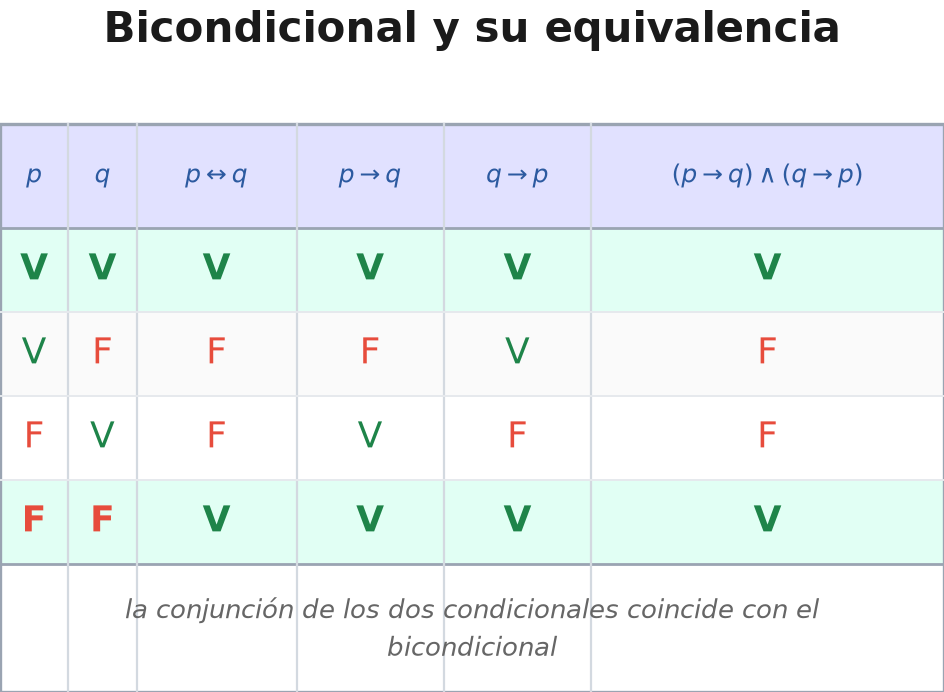 Bicondicional y su equivalencia
p q p ↔ q p → q q → p (p → q) ∧ (q → p)
V V V V V V
V F F F V F
F V F V F F
F F V V V V
la conjunción de los dos condicionales coincide con el
bicondicional